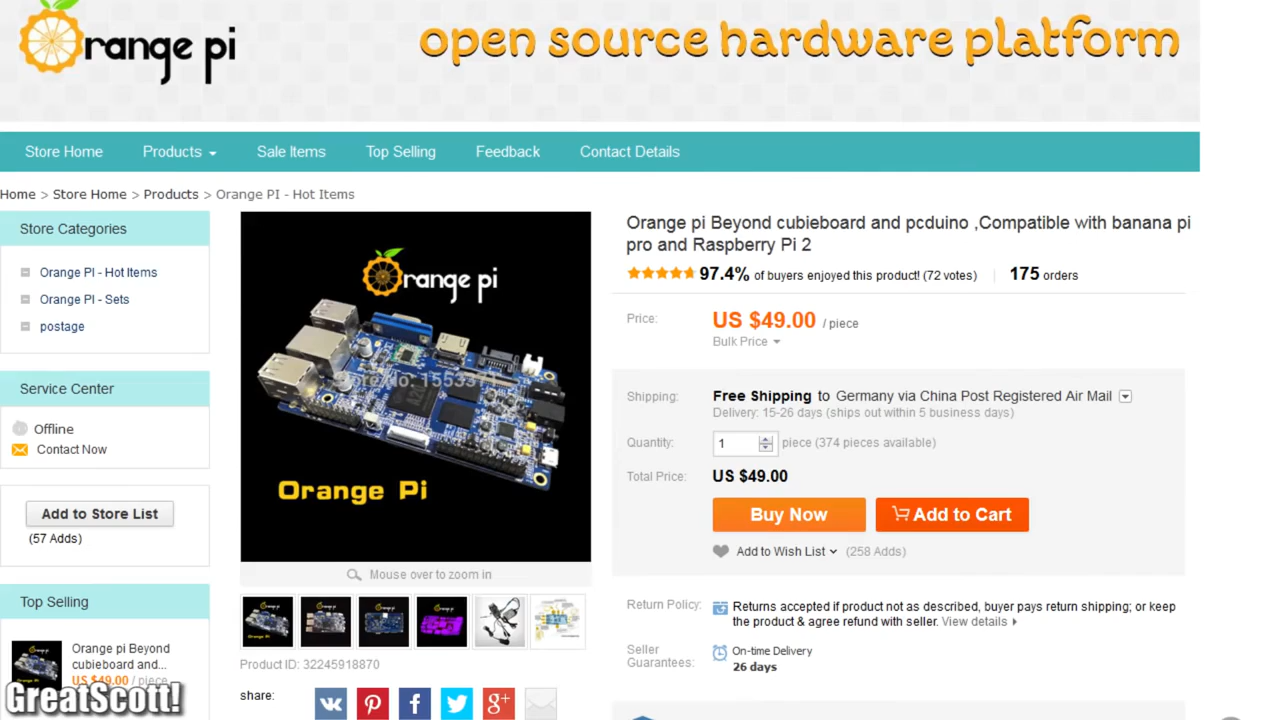 Orange pi
open source hardware platform
Store Home
Products
Sale Items
Top Selling
Feedback
Contact Details
Home > Store Home > Products > Orange PI - Hot Items
Store Categories
Orange PI - Hot Items
Orange PI - Sets
postage
Service Center
Offline
Contact Now
Add to Store List
(57 Adds)
Top Selling
Orange pi Beyond
cubieboard and...
US $49.00 / piece
GreatScott!
Orange pi
Orange Pi
Mouse over to zoom in
Product ID: 32245918870
share:
Orange pi Beyond cubieboard and pcduino ,Compatible with banana pi
pro and Raspberry Pi 2
97.4% of buyers enjoyed this product! (72 votes)
175 orders
Price:
US $49.00 / piece
Bulk Price
Shipping:
Free Shipping to Germany via China Post Registered Air Mail
Delivery: 15-26 days (ships out within 5 business days)
Quantity:
1
piece (374 pieces available)
Total Price:
US $49.00
Buy Now
Add to Cart
Add to Wish List
(258 Adds)
Return Policy:
Returns accepted if product not as described, buyer pays return shipping; or keep
the product & agree refund with seller. View details
Seller
Guarantees:
On-time Delivery
26 days